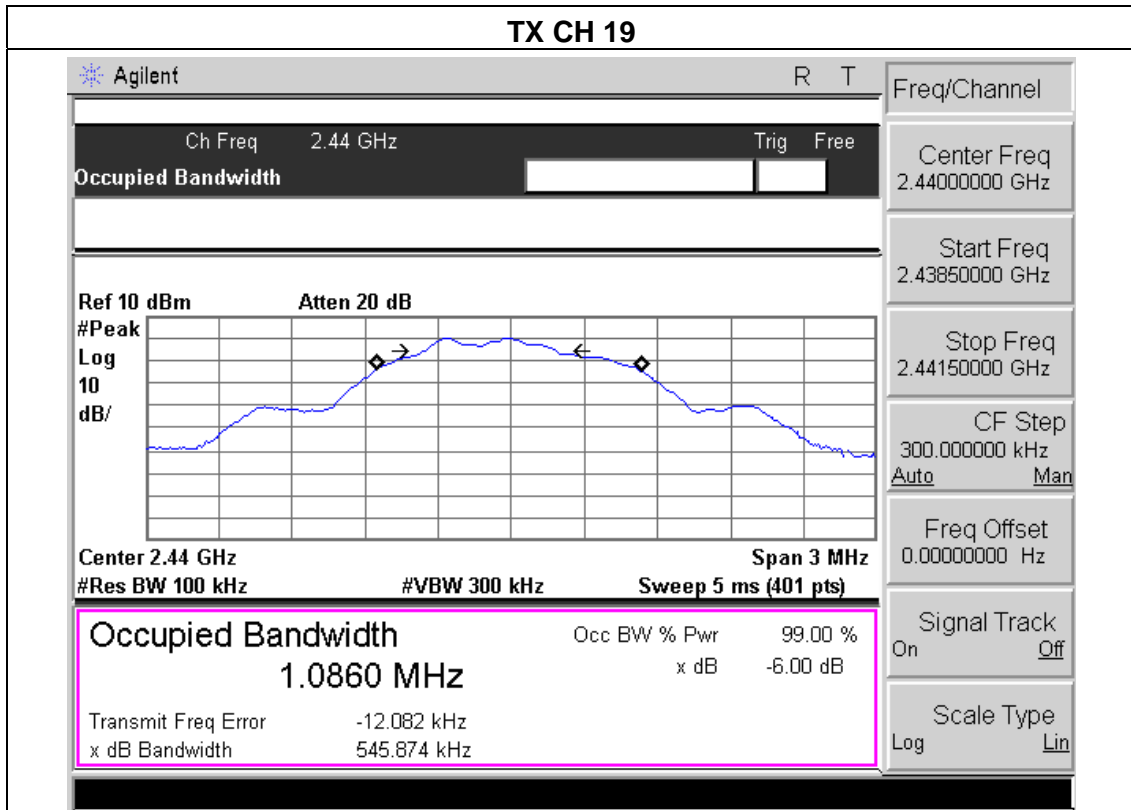 TX CH 19
Agilent R T
Ch Freq 2.44 GHz Trig Free
Occupied Bandwidth
Ref 10 dBm Atten 20 dB
#Peak
Log
10
dB/
Center 2.44 GHz Span 3 MHz
#Res BW 100 kHz #VBW 300 kHz Sweep 5 ms (401 pts)
Occupied Bandwidth
1.0860 MHz
Occ BW % Pwr 99.00 %
x dB -6.00 dB
Transmit Freq Error -12.082 kHz
x dB Bandwidth 545.874 kHz
Freq/Channel
Center Freq
2.44000000 GHz
Start Freq
2.43850000 GHz
Stop Freq
2.44150000 GHz
CF Step
300.000000 kHz
Auto Man
Freq Offset
0.00000000 Hz
Signal Track
On Off
Scale Type
Log Lin